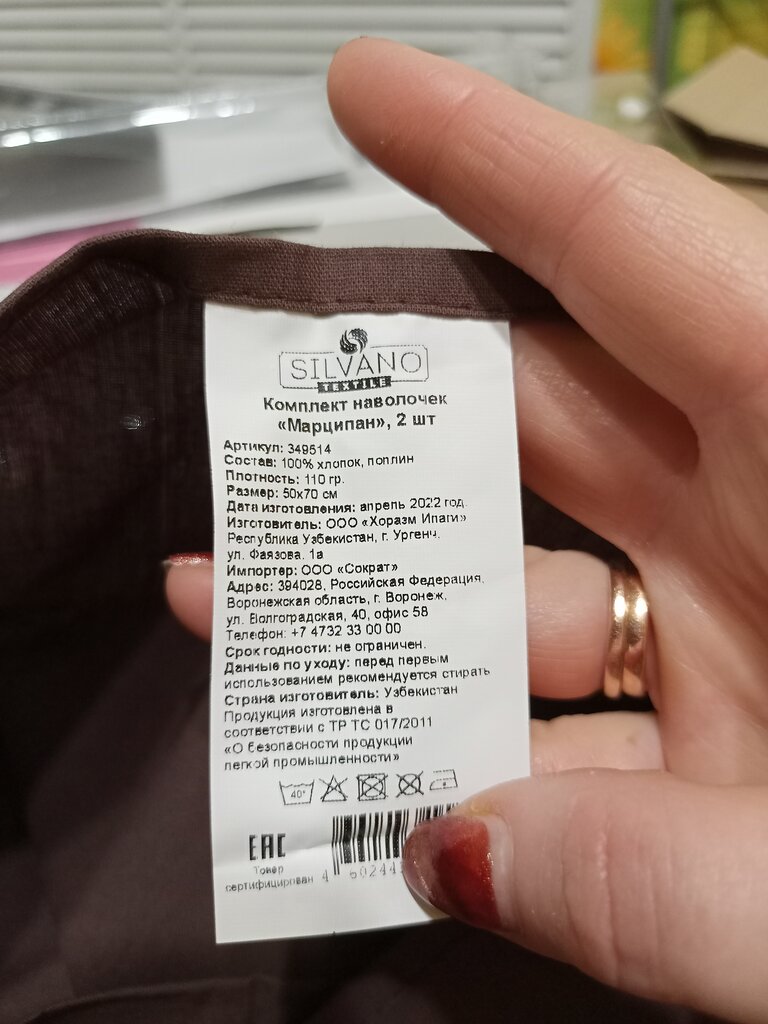 SILVANO
TEXTILE
Комплект наволочек
«Марципан», 2 шт
Артикул: 349514
Состав: 100% хлопок, поплин
Плотность: 110 гр.
Размер: 50х70 см
Дата изготовления: апрель 2022 год.
Изготовитель: ООО «Хоразм Ипаги»
Республика Узбекистан, г. Ургенч,
ул. Фаязова, 1а
Импортер: ООО «Сократ»
Адрес: 394028, Российская Федерация,
Воронежская область, г. Воронеж,
ул. Волгоградская, 40, офис 58
Телефон: +7 4732 33 00 00
Срок годности: не ограничен.
Данные по уходу: перед первым
использованием рекомендуется стирать
Страна изготовитель: Узбекистан
Продукция изготовлена в
соответствии с ТР ТС 017/2011
«О безопасности продукции
легкой промышленности»
40°
EAC
Товар
сертифицирован
4 60244